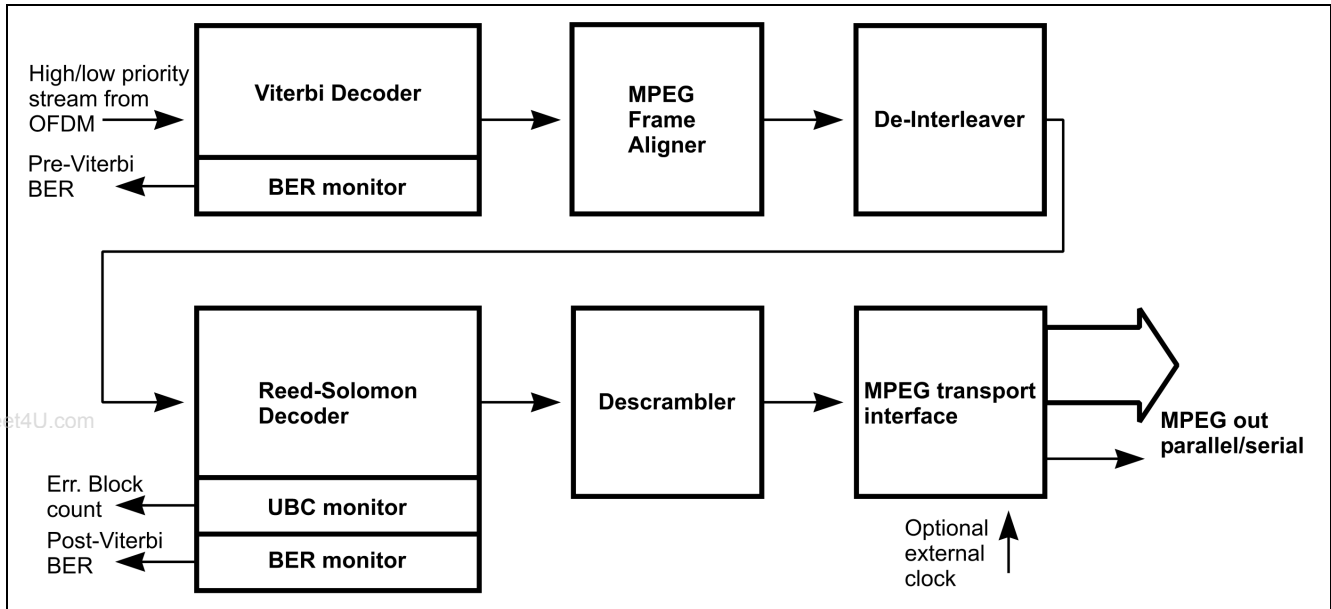 High/low priority
stream from
OFDM
Viterbi Decoder
MPEG
Frame
Aligner
De-Interleaver
Pre-Viterbi
BER
BER monitor
Reed-Solomon
Decoder
Descrambler
MPEG transport
interface
MPEG out
parallel/serial
et4U.com
Err. Block
count
UBC monitor
Post-Viterbi
BER
BER monitor
Optional
external
clock